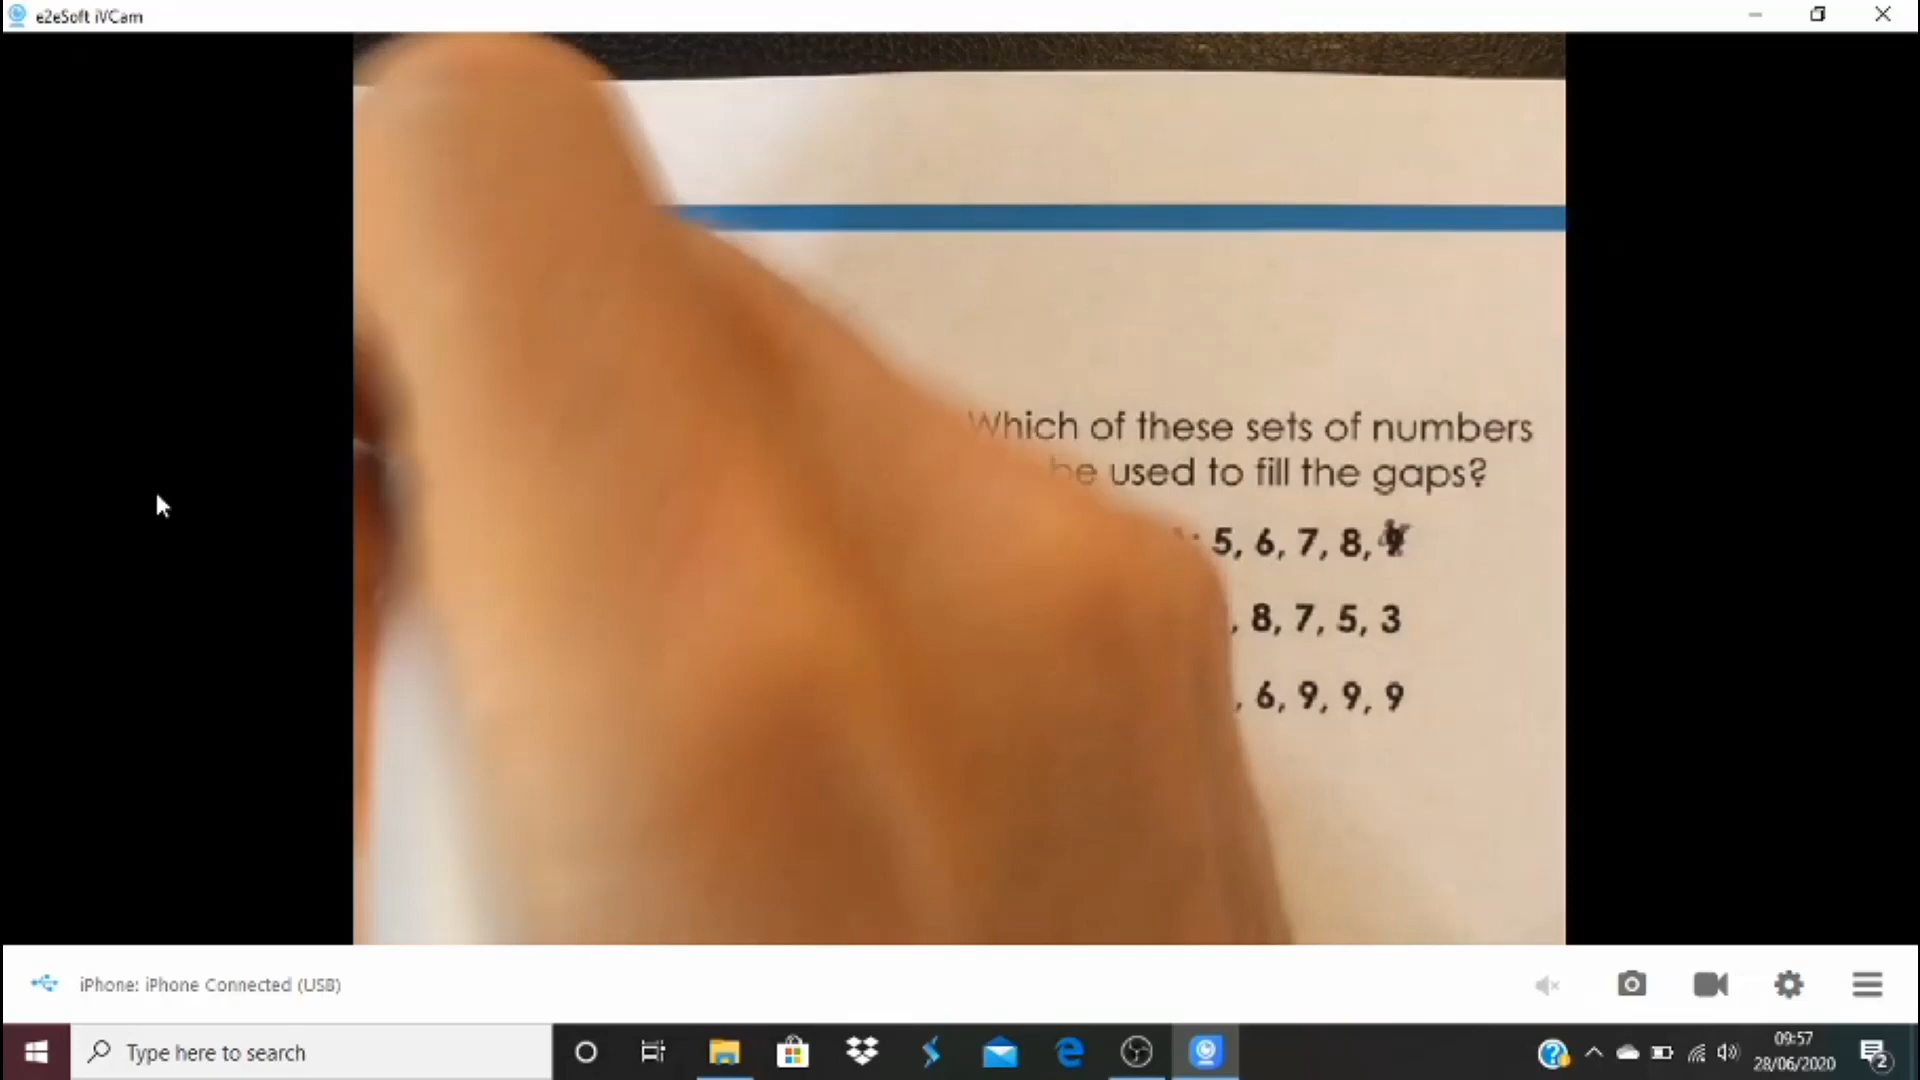 e2eSoft iVCam
Which of these sets of numbers
be used to fill the gaps?
5, 6, 7, 8,
, 8, 7, 5, 3
, 6, 9, 9, 9
iPhone: iPhone Connected (USB)
Type here to search
09:57
28/06/2020
2